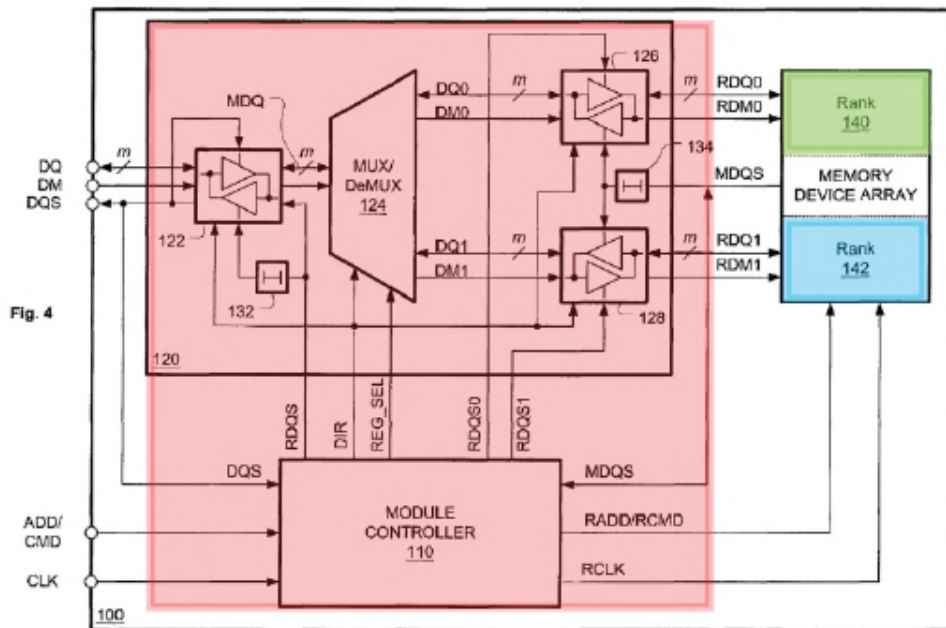 126
MDQ
DQ0
m
m
RDQ0
DM0
RDM0
Rank
140
134
m
m
DQ
DM
DQS
MUX/
DeMUX
124
MDQS
MEMORY
DEVICE ARRAY
122
DQ1
m
m
RDQ1
DM1
RDM1
Rank
142
132
128
Fig. 4
120
RDQS
DIR
REG_SEL
RDQS0
RDQS1
DQS
MDQS
MODULE
CONTROLLER
110
ADD/
CMD
RADD/RCMD
CLK
RCLK
100